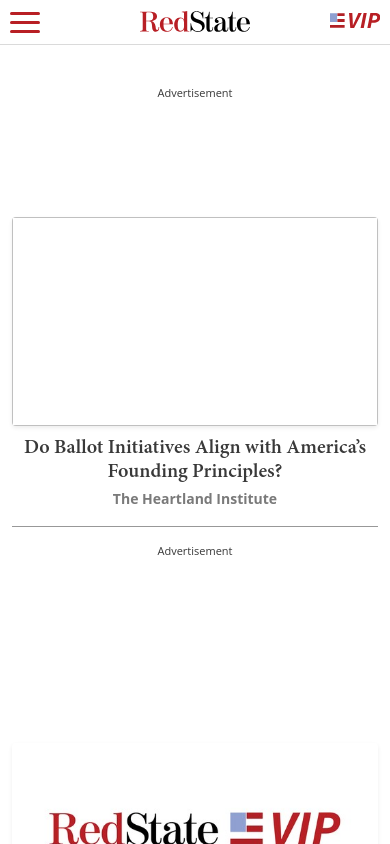 RedState VIP
Advertisement
Do Ballot Initiatives Align with America’s
Founding Principles?
The Heartland Institute
Advertisement
RedState VIP